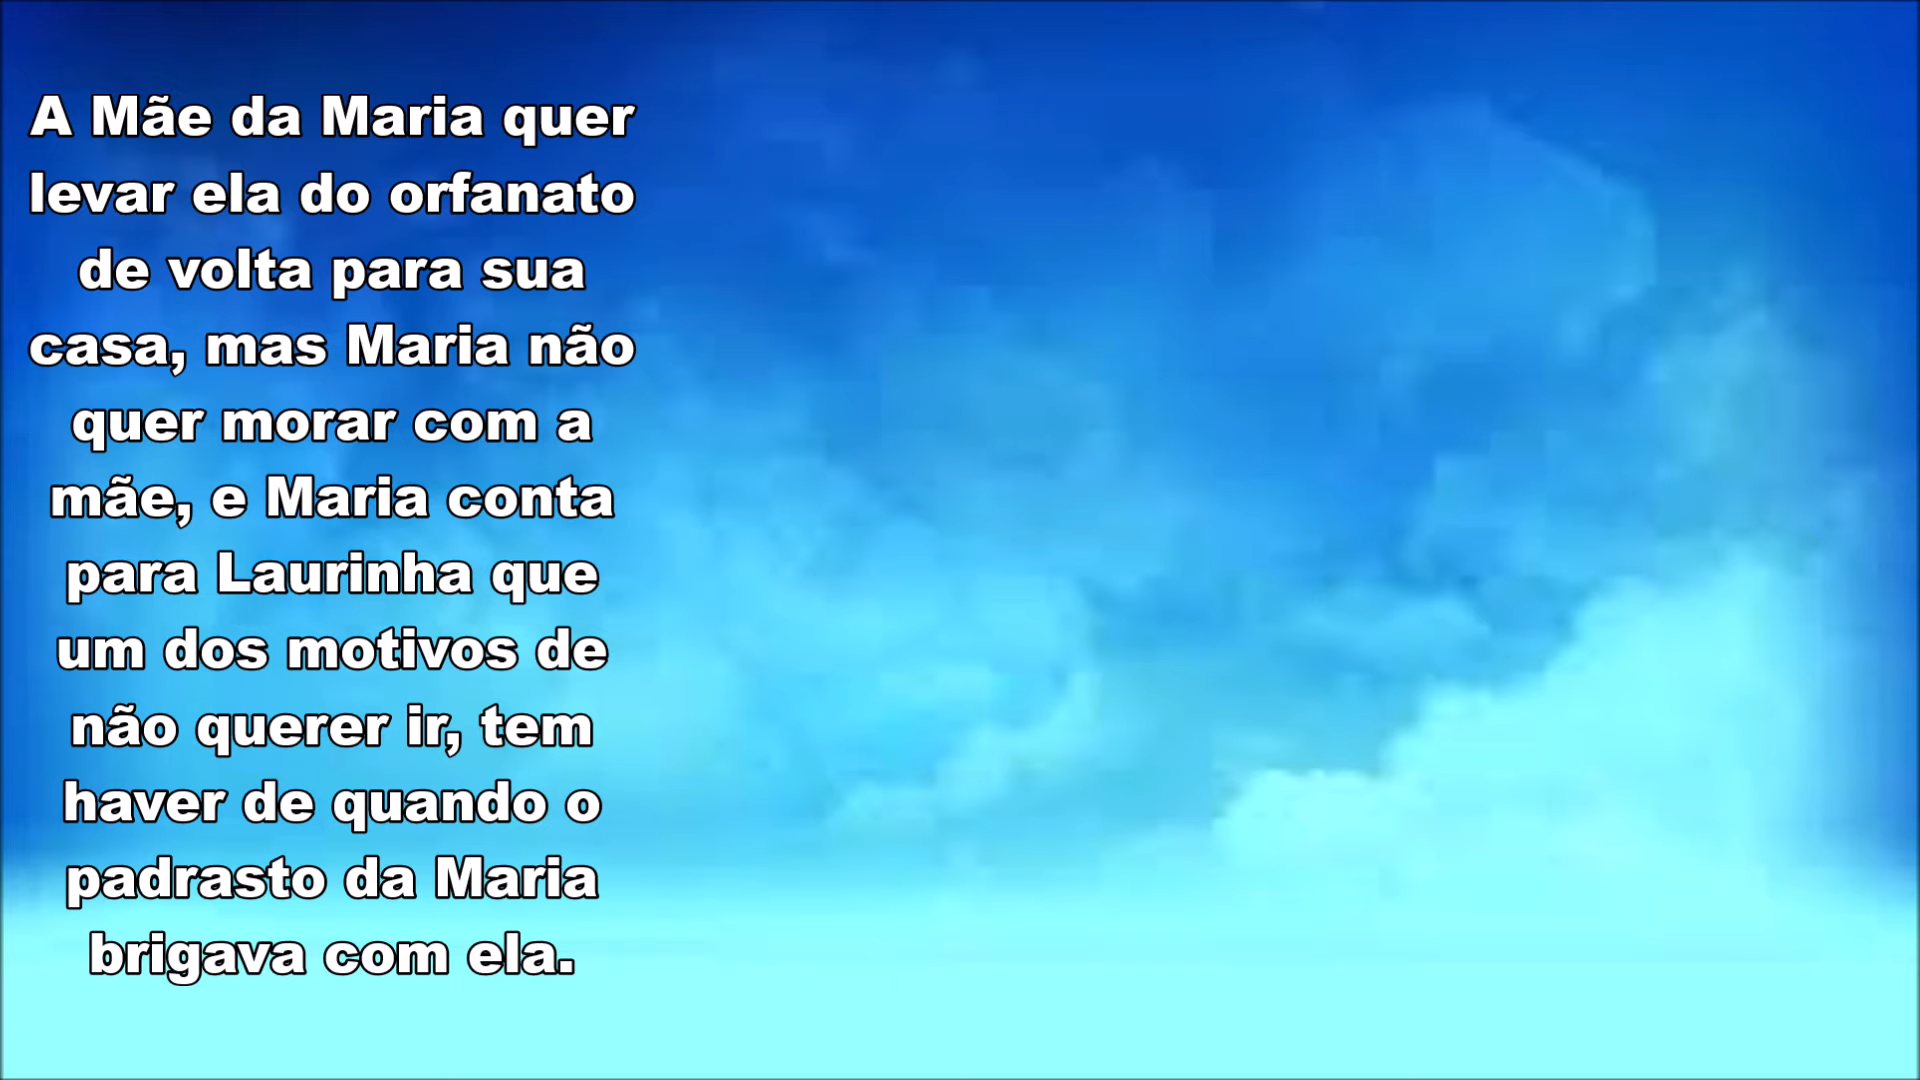 A Mãe da Maria quer
levar ela do orfanato
de volta para sua
casa, mas Maria não
quer morar com a
mãe, e Maria conta
para Laurinha que
um dos motivos de
não querer ir, tem
haver de quando o
padrasto da Maria
brigava com ela.